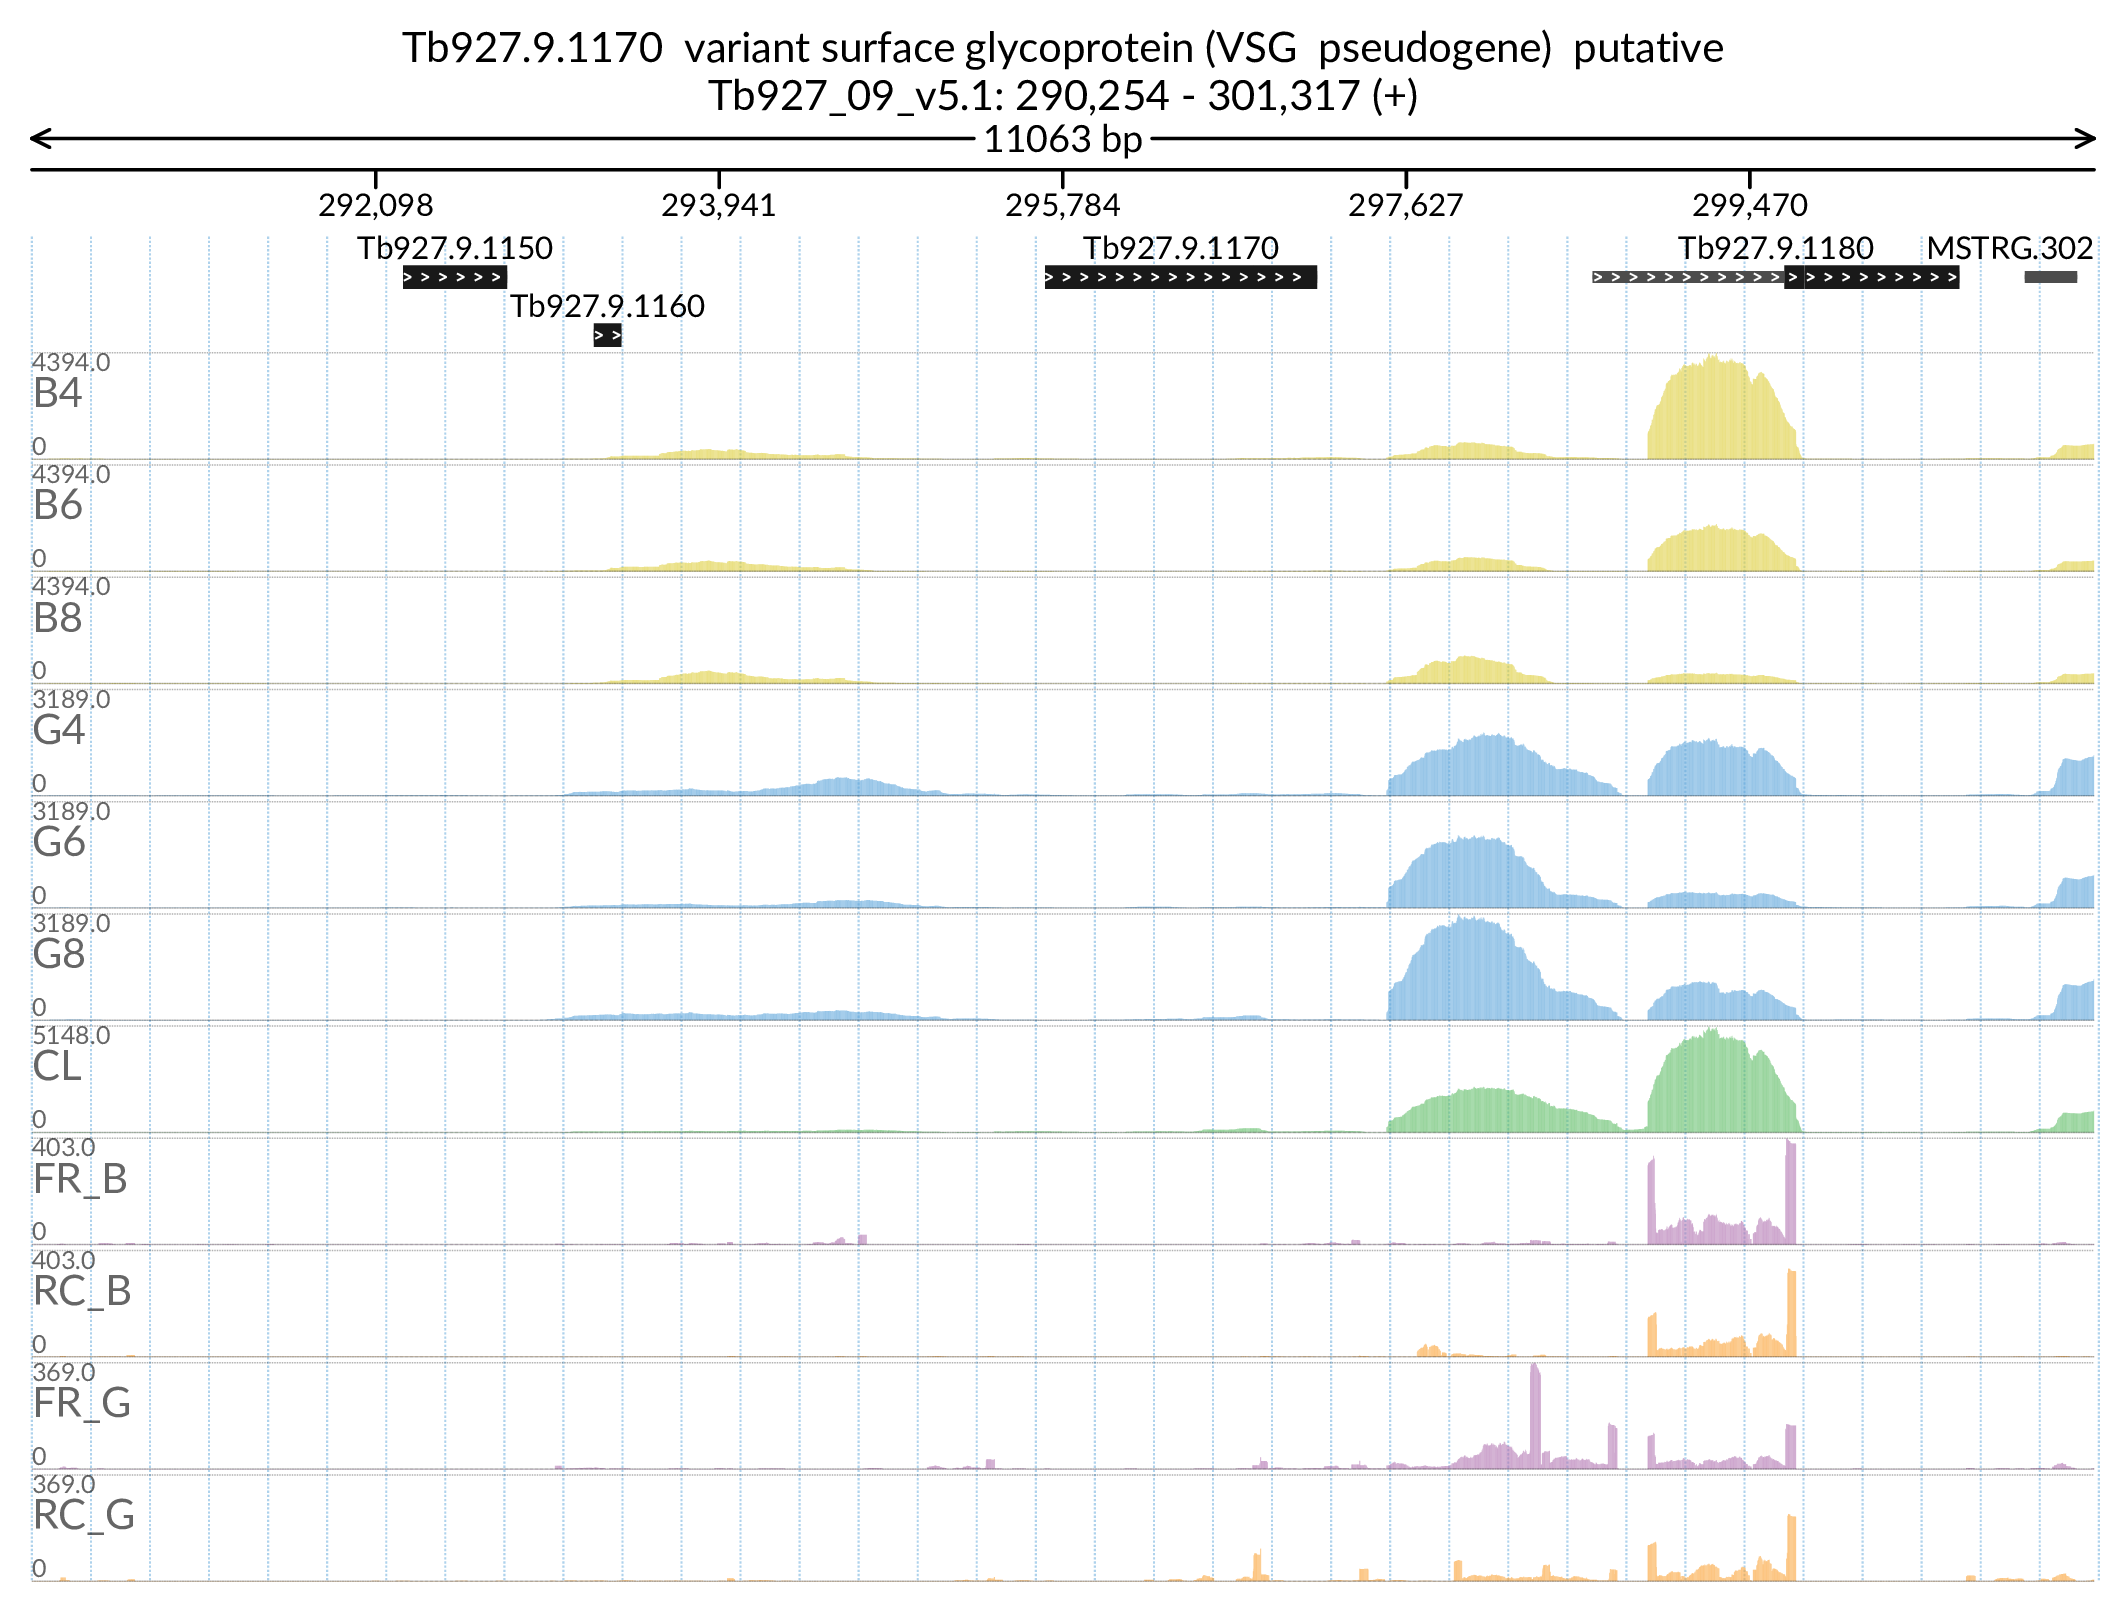 Tb927.9.1170 variant surface glycoprotein (VSG pseudogene) putative
Tb927_09_v5.1: 290,254 - 301,317 (+)
11063 bp
292,098 293,941 295,784 297,627 299,470
Tb927.9.1150 Tb927.9.1170 Tb927.9.1180 MSTRG.302
Tb927.9.1160
4394.0
B4
0
4394.0
B6
0
4394.0
B8
0
3189.0
G4
0
3189.0
G6
0
3189.0
G8
0
5148.0
CL
0
403.0
FR_B
0
403.0
RC_B
0
369.0
FR_G
0
369.0
RC_G
0